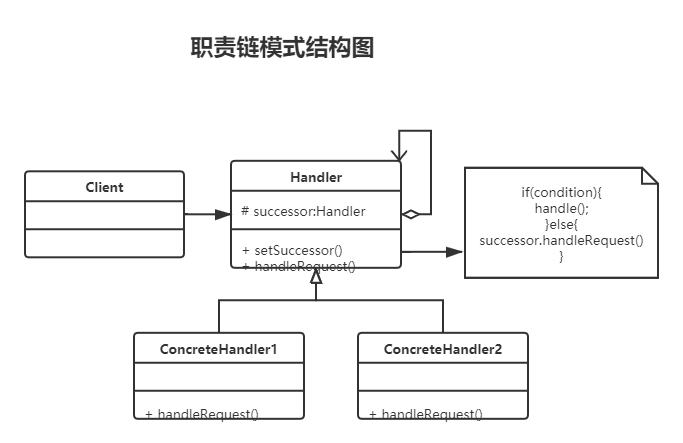 职责链模式结构图
Client
Handler
# successor:Handler
+ setSuccessor()
+ handleRequest()
if(condition){
handle();
}else{
successor.handleRequest()
}
ConcreteHandler1
+ handleRequest()
ConcreteHandler2
+ handleRequest()